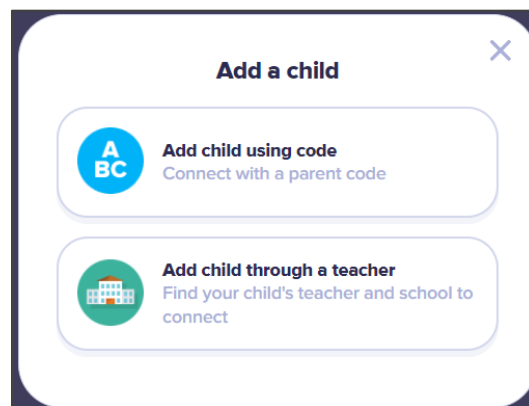 Add a child
A
BC
Add child using code
Connect with a parent code
Add child through a teacher
Find your child's teacher and school to
connect